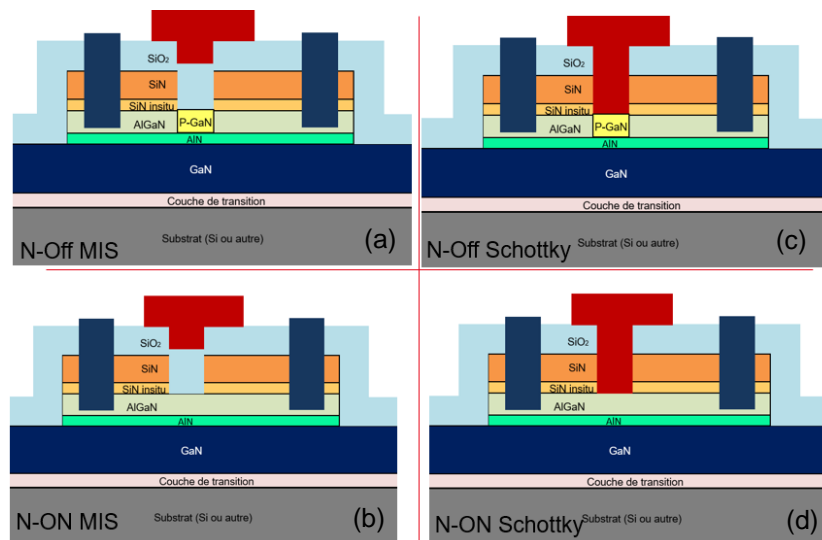 SiO₂
SiN
SiN insitu
P-GaN
AlGaN
AlN
GaN
Couche de transition
Substrat (Si ou autre)
N-Off MIS
(a)
SiO₂
SiN
SiN insitu
P-GaN
AlGaN
AlN
GaN
Couche de transition
Substrat (Si ou autre)
N-Off Schottky
(c)
SiO₂
SiN
SiN insitu
AlGaN
AlN
GaN
Couche de transition
Substrat (Si ou autre)
N-ON MIS
(b)
SiO₂
SiN
SiN insitu
AlGaN
AlN
GaN
Couche de transition
Substrat (Si ou autre)
N-ON Schottky
(d)